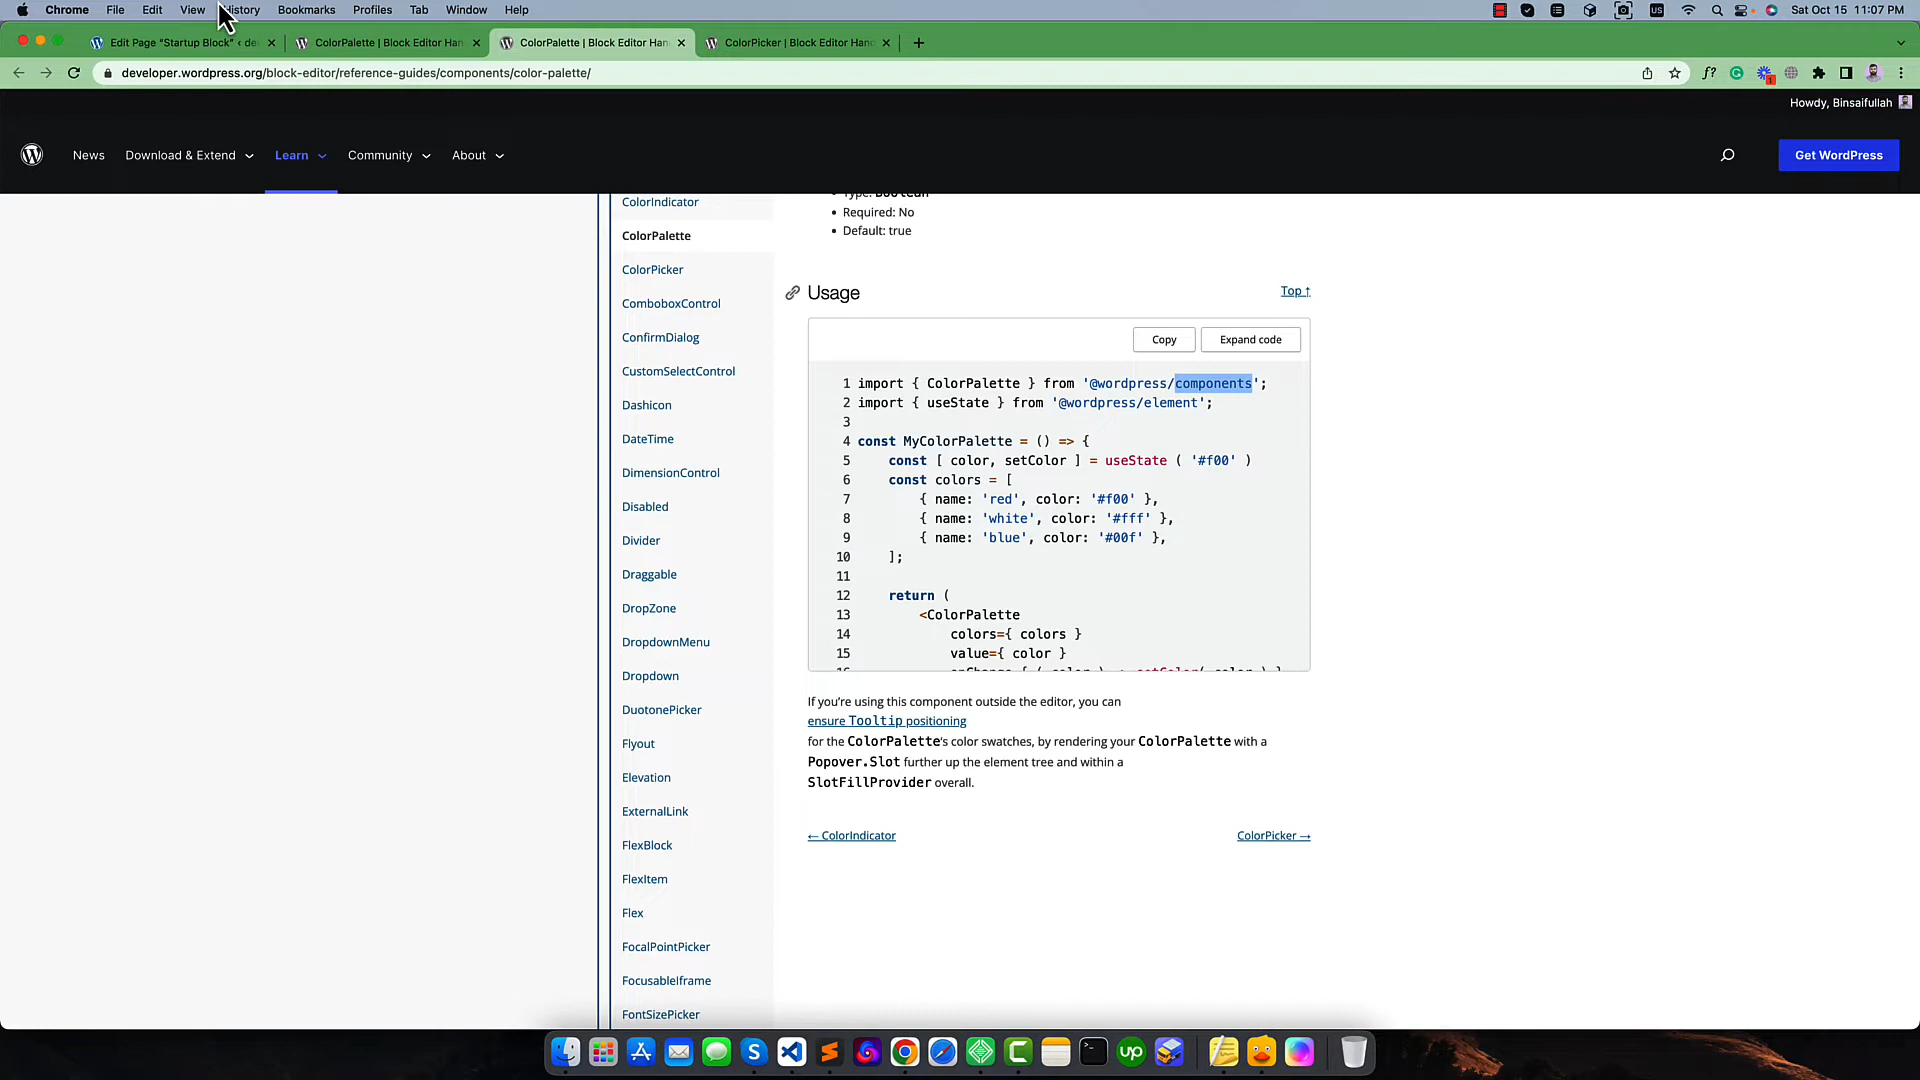 Chrome File Edit View History Bookmarks Profiles Tab Window Help
Sat Oct 15 11:07 PM
Edit Page “Startup Block” ‹ de
ColorPalette | Block Editor Han
ColorPalette | Block Editor Han
ColorPicker | Block Editor Hand
developer.wordpress.org/block-editor/reference-guides/components/color-palette/
Howdy, Binsaifullah
News Download & Extend Learn Community About
Get WordPress
ColorIndicator
ColorPalette
ColorPicker
ComboboxControl
ConfirmDialog
CustomSelectControl
Dashicon
DateTime
DimensionControl
Disabled
Divider
Draggable
DropZone
DropdownMenu
Dropdown
DuotonePicker
Flyout
Elevation
ExternalLink
FlexBlock
FlexItem
Flex
FocalPointPicker
FocusableIframe
FontSizePicker
Type: Boolean
Required: No
Default: true
Usage
Top ↑
Copy Expand code
1 import { ColorPalette } from '@wordpress/components';
2 import { useState } from '@wordpress/element';
3
4 const MyColorPalette = () => {
5 const [ color, setColor ] = useState ( '#f00' )
6 const colors = [
7 { name: 'red', color: '#f00' },
8 { name: 'white', color: '#fff' },
9 { name: 'blue', color: '#00f' },
10 ];
11
12 return (
13 <ColorPalette
14 colors={ colors }
15 value={ color }
If you’re using this component outside the editor, you can
ensure Tooltip positioning
for the ColorPalette‘s color swatches, by rendering your ColorPalette with a
Popover.Slot further up the element tree and within a
SlotFillProvider overall.
← ColorIndicator
ColorPicker →